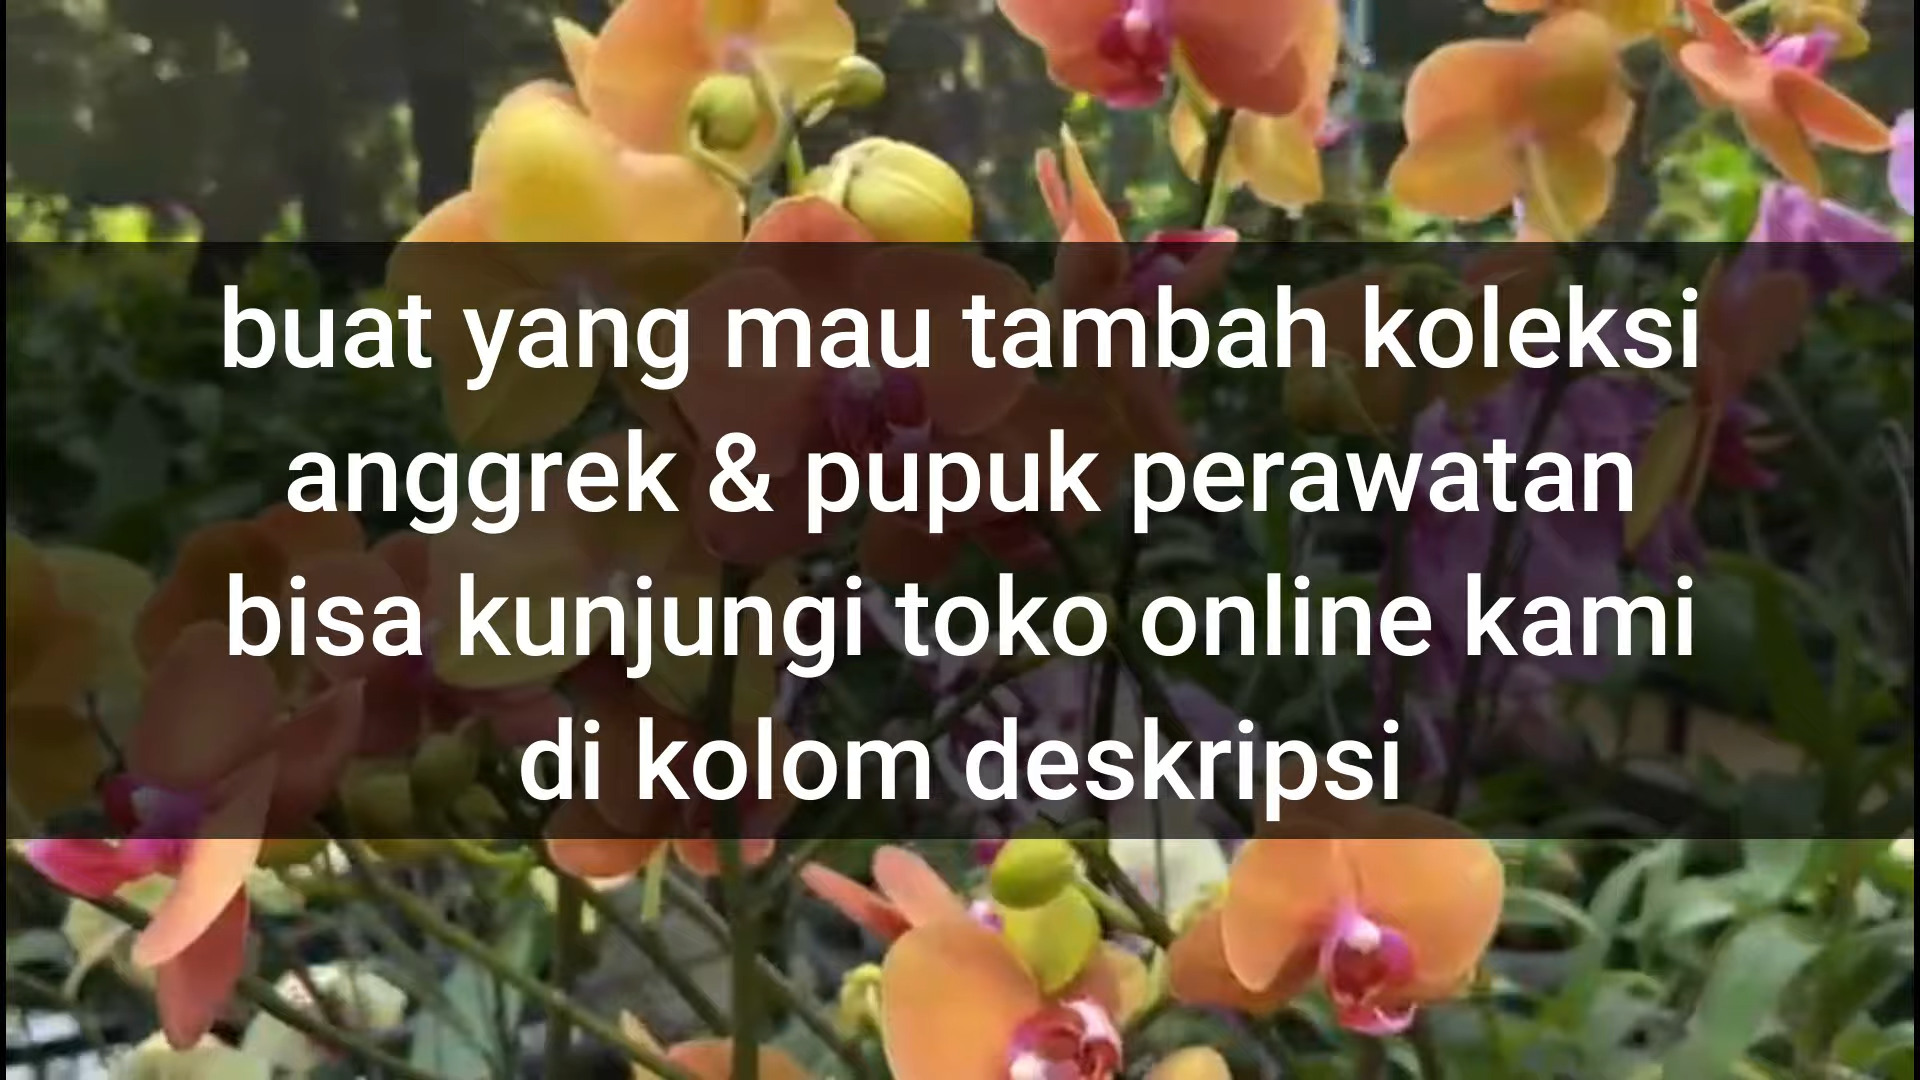 buat yang mau tambah koleksi
anggrek & pupuk perawatan
bisa kunjungi toko online kami
di kolom deskripsi